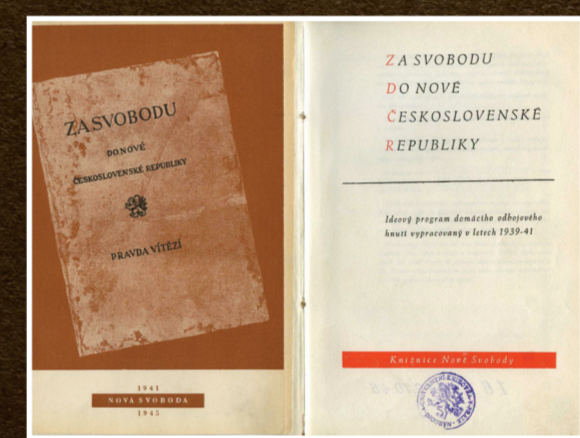 ZA SVOBODU
DO NOVÉ
ČESKOSLOVENSKÉ REPUBLIKY
PRAVDA VÍTĚZÍ
1941
NOVÁ SVOBODA
1945
ZA SVOBODU
DO NOVÉ
ČESKOSLOVENSKÉ
REPUBLIKY
Ideový program domácího odbojového
hnutí vypracovaný v letech 1939-41
Knižnice Nové Svobody